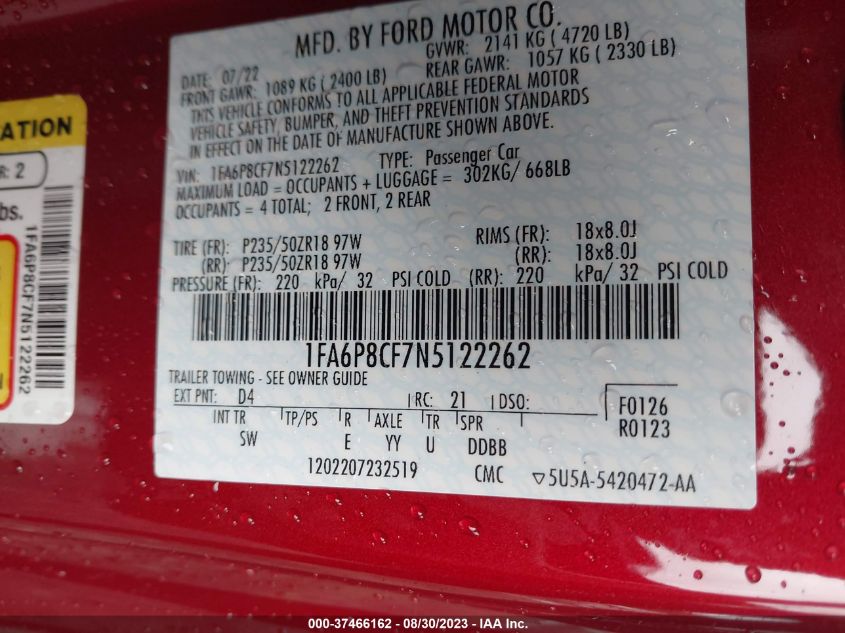 MFD. BY FORD MOTOR CO.
DATE: 07/22 GVWR: 2141 KG ( 4720 LB)
FRONT GAWR: 1089 KG ( 2400 LB) REAR GAWR: 1057 KG ( 2330 LB)
THIS VEHICLE CONFORMS TO ALL APPLICABLE FEDERAL MOTOR
VEHICLE SAFETY, BUMPER, AND THEFT PREVENTION STANDARDS
IN EFFECT ON THE DATE OF MANUFACTURE SHOWN ABOVE.
VIN: 1FA6P8CF7N5122262 TYPE: Passenger Car
MAXIMUM LOAD = OCCUPANTS + LUGGAGE = 302KG/ 668LB
OCCUPANTS = 4 TOTAL; 2 FRONT, 2 REAR
TIRE (FR): P235/50ZR18 97W RIMS (FR): 18x8.0J
(RR): P235/50ZR18 97W (RR): 18x8.0J
PRESSURE (FR): 220 kPa/ 32 PSI COLD (RR): 220 kPa/ 32 PSI COLD
1FA6P8CF7N5122262
TRAILER TOWING - SEE OWNER GUIDE
EXT PNT: D4 RC: 21 DSO: F0126
INT TR TP/PS R AXLE TR SPR R0123
SW E YY U DDBB
1202207232519 CMC ▽5U5A-5420472-AA
ATION
R: 2
bs.
1FA6P8CF7N5122262
000-37466162 - 08/30/2023 - IAA Inc.